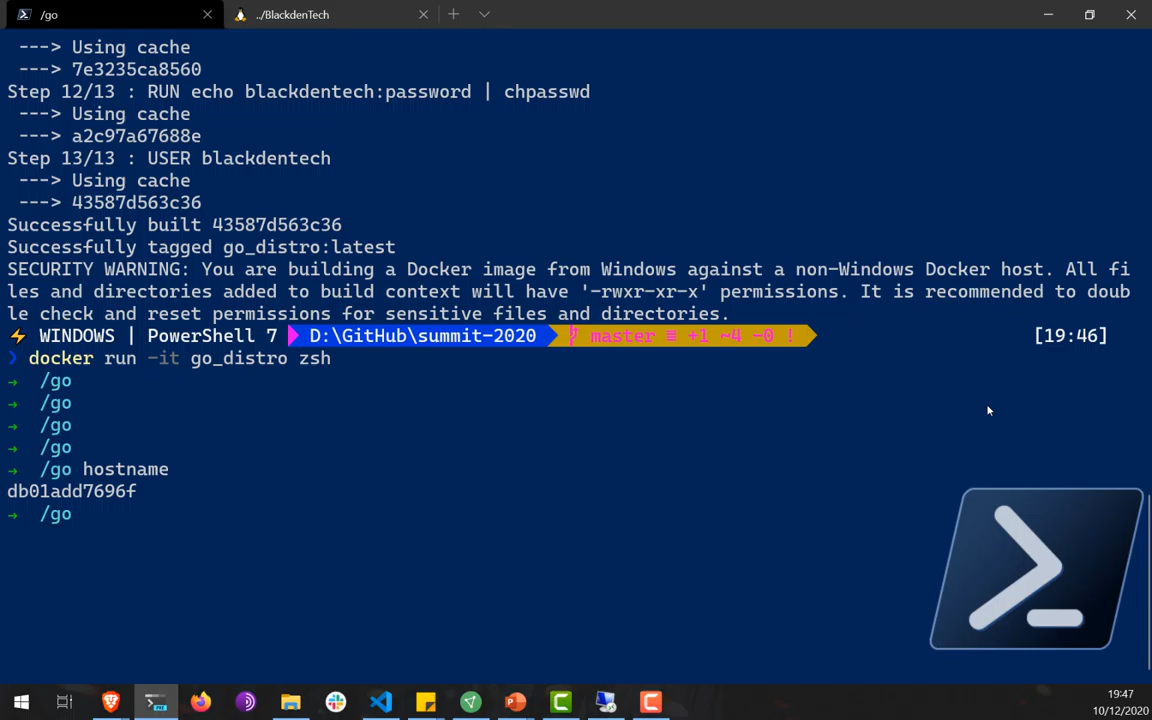 /go
../BlackdenTech
---> Using cache
---> 7e3235ca8560
Step 12/13 : RUN echo blackdentech:password | chpasswd
---> Using cache
---> a2c97a67688e
Step 13/13 : USER blackdentech
---> Using cache
---> 43587d563c36
Successfully built 43587d563c36
Successfully tagged go_distro:latest
SECURITY WARNING: You are building a Docker image from Windows against a non-Windows Docker host. All fi
les and directories added to build context will have '-rwxr-xr-x' permissions. It is recommended to doub
le check and reset permissions for sensitive files and directories.
⚡ WINDOWS | PowerShell 7 D:\GitHub\summit-2020 master ≡ +1 ~4 -0 ! [19:46]
❯ docker run -it go_distro zsh
→ /go
→ /go
→ /go
→ /go
→ /go hostname
db01add7696f
→ /go
19:47
10/12/2020